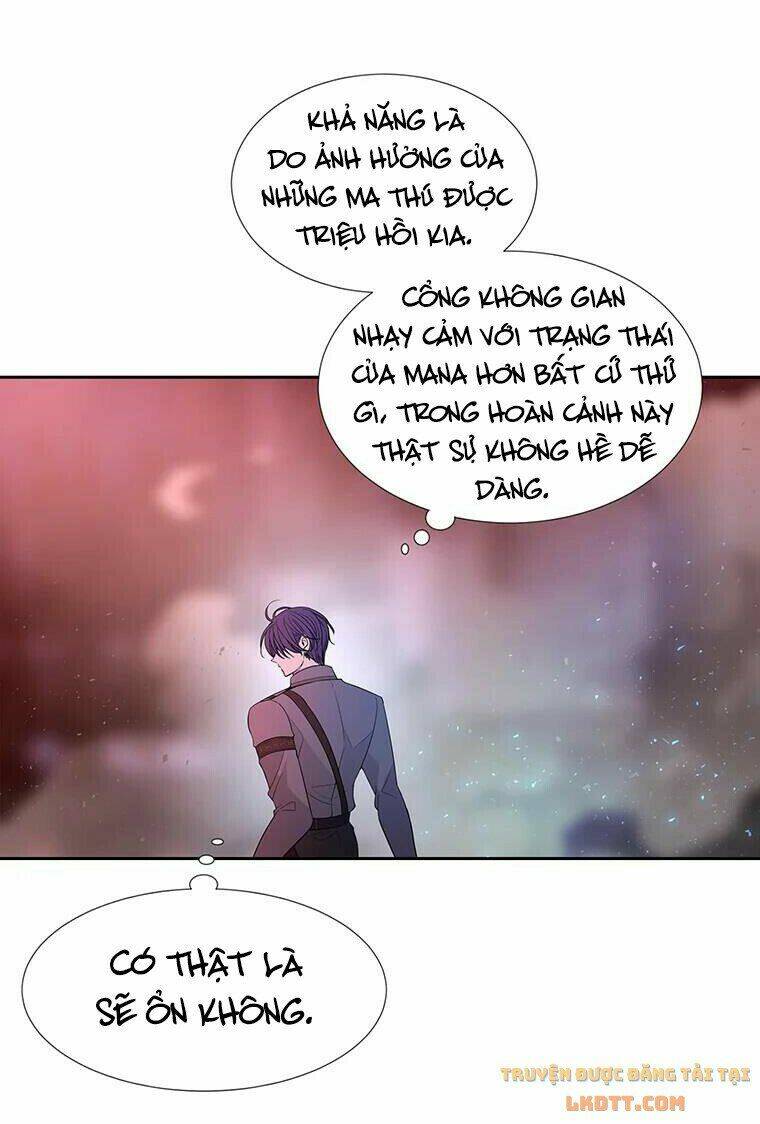 KHẢ NĂNG LÀ
DO ẢNH HƯỞNG CỦA
NHỮNG MA THÚ ĐƯỢC
TRIỆU HỒI KIA.
CỔNG KHÔNG GIAN
NHẠY CẢM VỚI TRẠNG THÁI
CỦA MANA HƠN BẤT CỨ THỨ
GÌ, TRONG HOÀN CẢNH NÀY
THẬT SỰ KHÔNG HỀ DỄ
DÀNG.
CÓ THẬT LÀ
SẼ ỔN KHÔNG.
TRUYỆN ĐƯỢC ĐĂNG TẢI TẠI
LKDTT.COM